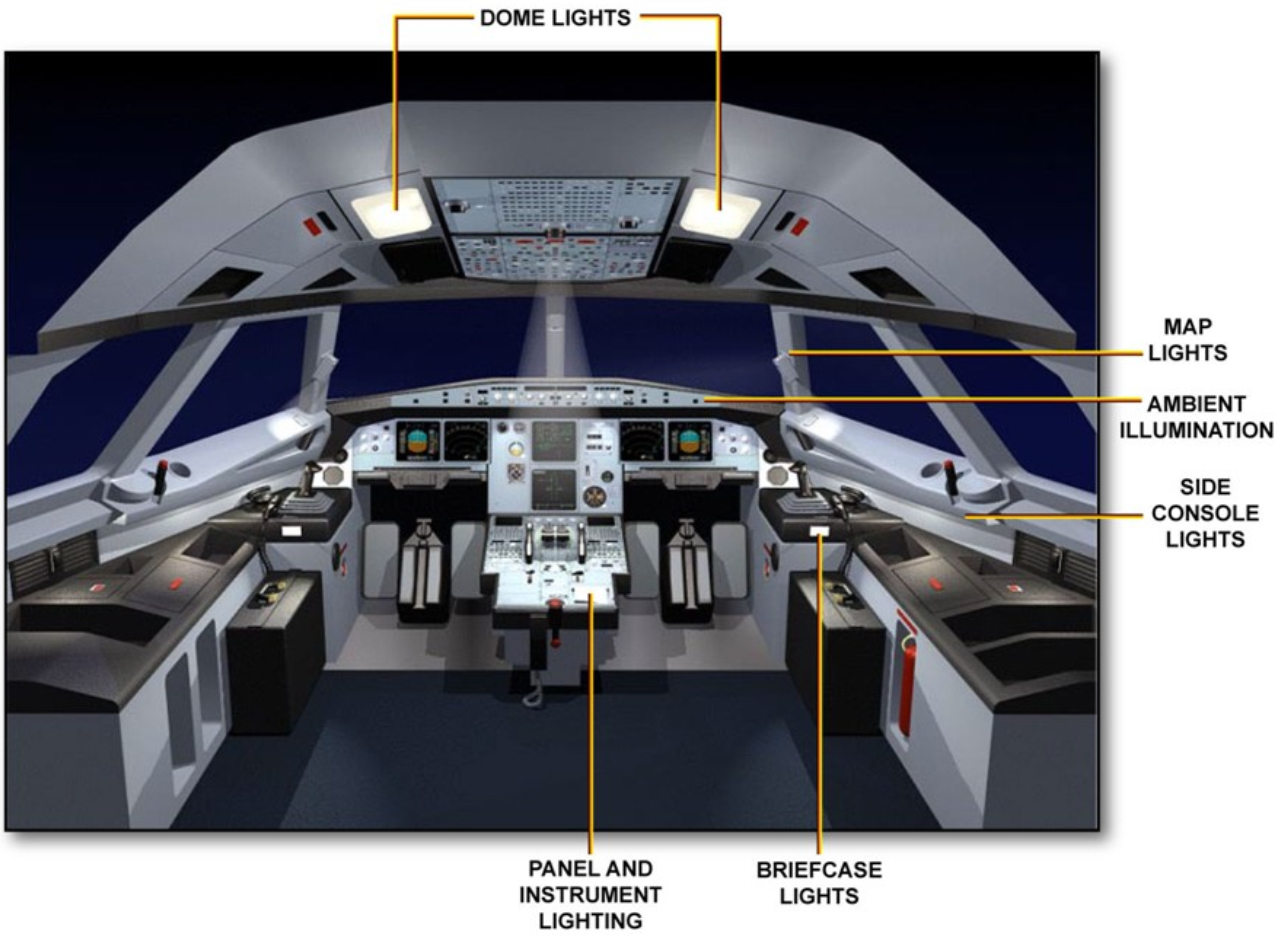 DOME LIGHTS
MAP
LIGHTS
AMBIENT
ILLUMINATION
SIDE
CONSOLE
LIGHTS
PANEL AND
INSTRUMENT
LIGHTING
BRIEFCASE
LIGHTS